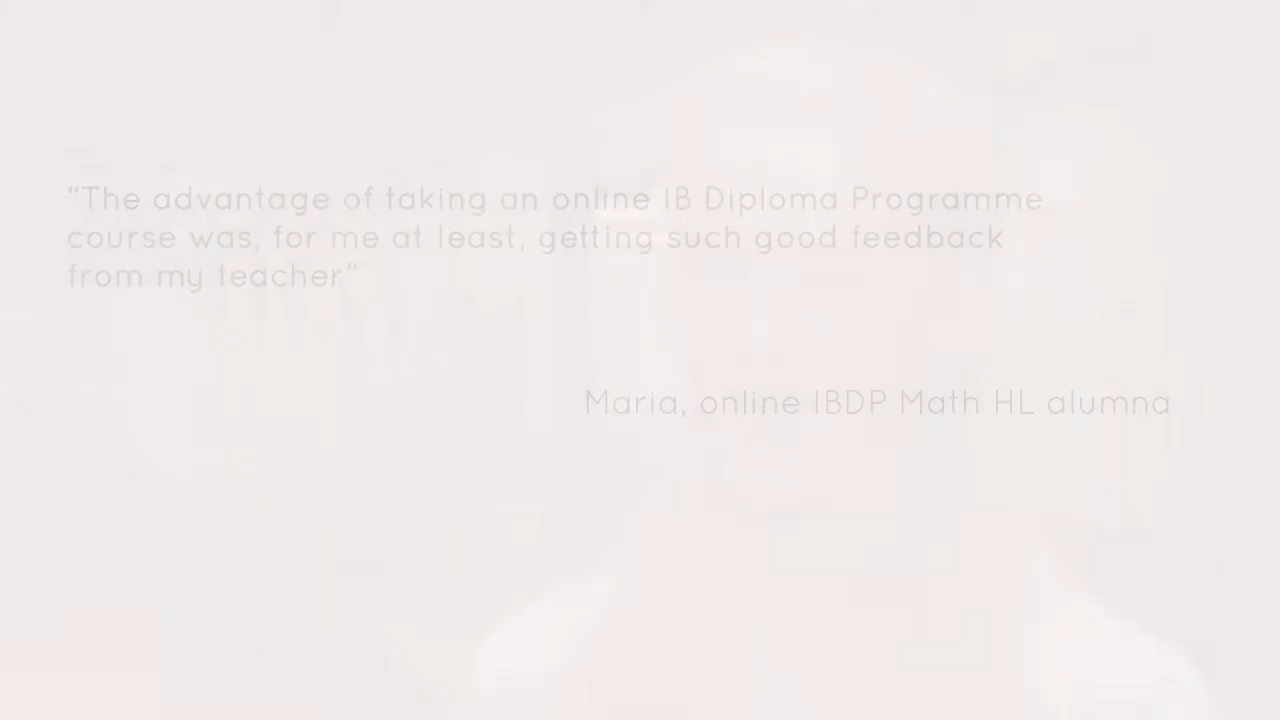 “The advantage of taking an online IB Diploma Programme
course was, for me at least, getting such good feedback
from my teacher”
Maria, online IBDP Math HL alumna